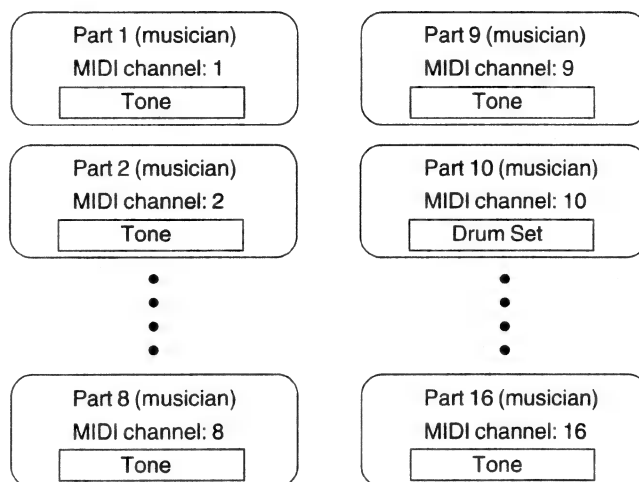 Part 1 (musician)
MIDI channel: 1
Tone
Part 2 (musician)
MIDI channel: 2
Tone
Part 8 (musician)
MIDI channel: 8
Tone
Part 9 (musician)
MIDI channel: 9
Tone
Part 10 (musician)
MIDI channel: 10
Drum Set
Part 16 (musician)
MIDI channel: 16
Tone